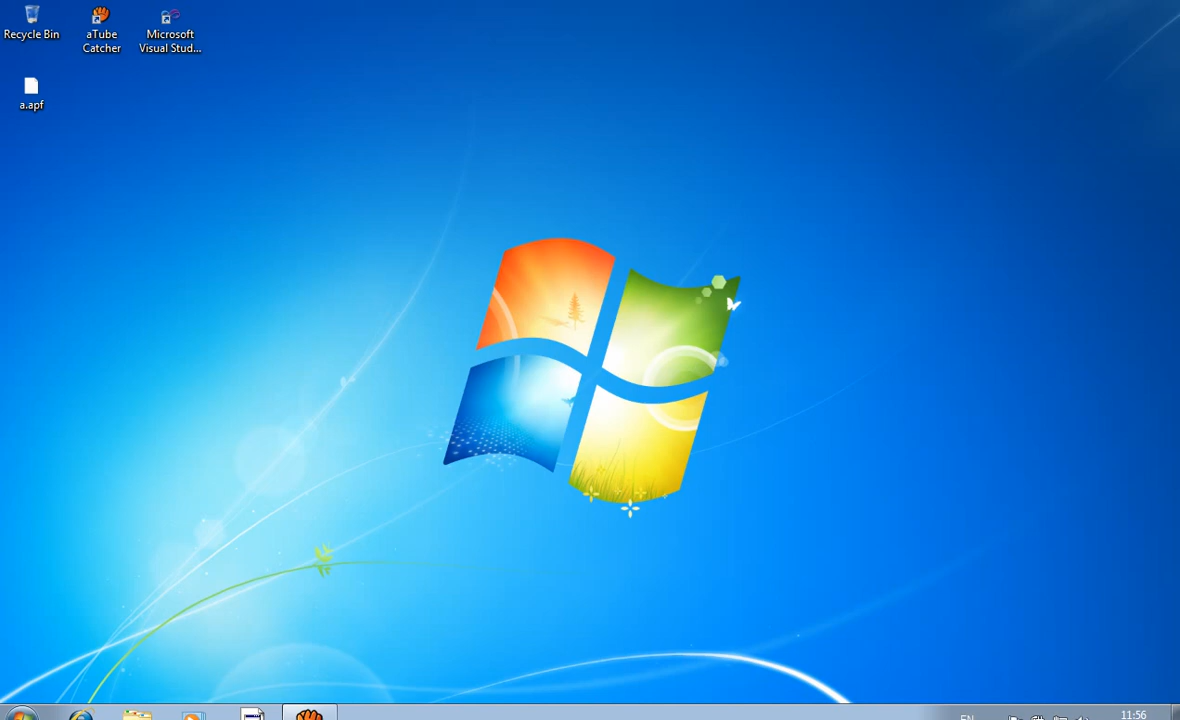 Recycle Bin
aTube
Catcher
Microsoft
Visual Stud...
a.apf
EN
11:56